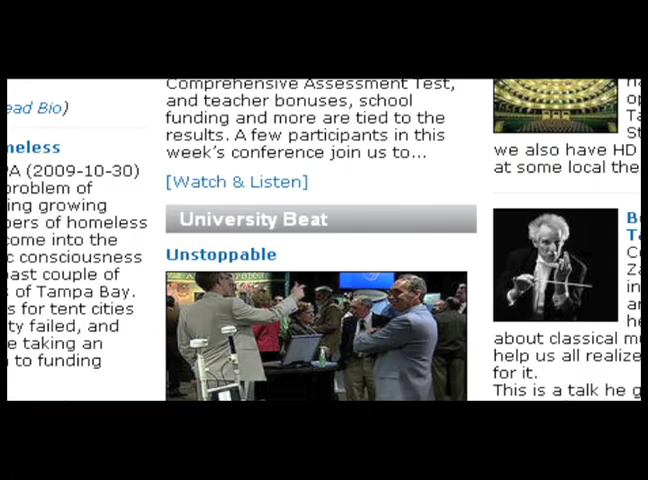 ead Bio)
meless
PA (2009-10-30)
problem of
ing growing
bers of homeless
come into the
c consciousness
past couple of
s of Tampa Bay.
s for tent cities
ty failed, and
e taking an
n to funding
Comprehensive Assessment Test,
and teacher bonuses, school
funding and more are tied to the
results. A few participants in this
week's conference join us to...
[Watch & Listen]
University Beat
Unstoppable
we also have HD
at some local the
about classical mu
help us all realize
for it.
This is a talk he g